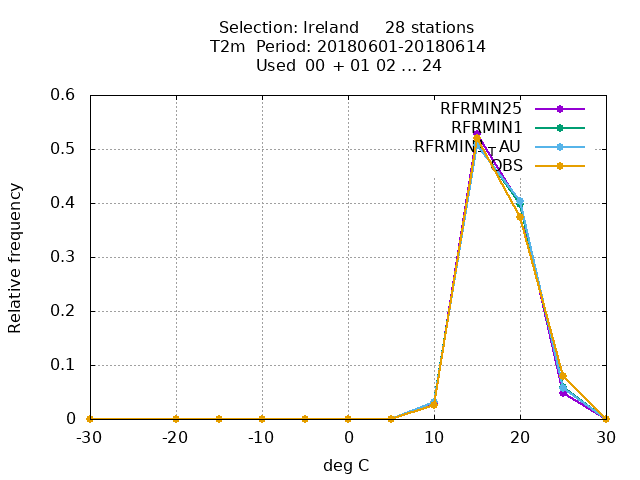 Selection: Ireland 28 stations
T2m Period: 20180601-20180614
Used 00 + 01 02 ... 24
Relative frequency
0.6
0.5
0.4
0.3
0.2
0.1
0
-30
-20
-10
0
10
20
30
deg C
RFRMIN25
RFRMIN1
AU
OBS